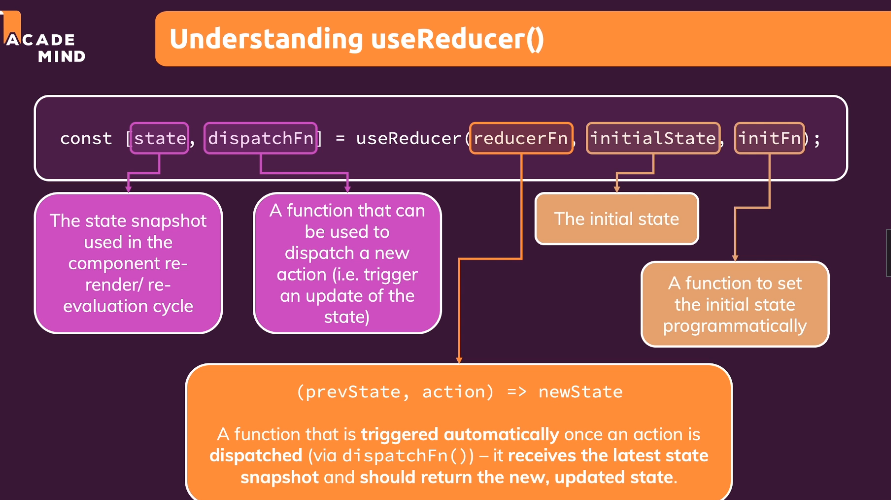 ACADE
MIND
Understanding useReducer()
const [state, dispatchFn] = useReducer(reducerFn, initialState, initFn);
The state snapshot
used in the
component re-
render/ re-
evaluation cycle
A function that can
be used to
dispatch a new
action (i.e. trigger
an update of the
state)
The initial state
A function to set
the initial state
programmatically
(prevState, action) => newState
A function that is triggered automatically once an action is
dispatched (via dispatchFn()) – it receives the latest state
snapshot and should return the new, updated state.